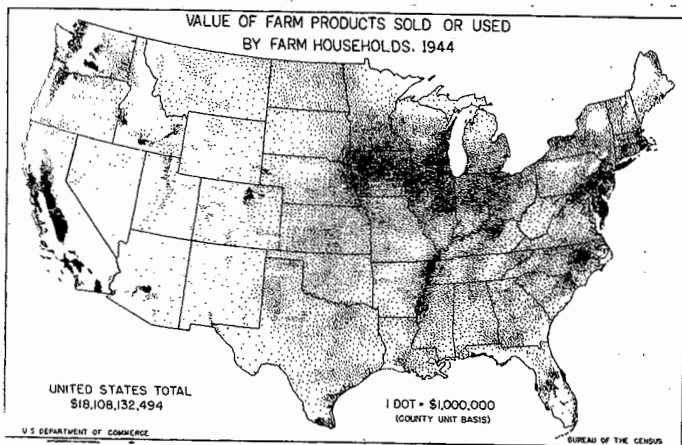 VALUE OF FARM PRODUCTS SOLD OR USED
BY FARM HOUSEHOLDS. 1944
UNITED STATES TOTAL
$18,108,132,494
1 DOT = $1,000,000
(COUNTY UNIT BASIS)
U S DEPARTMENT OF COMMERCE
BUREAU OF THE CENSUS